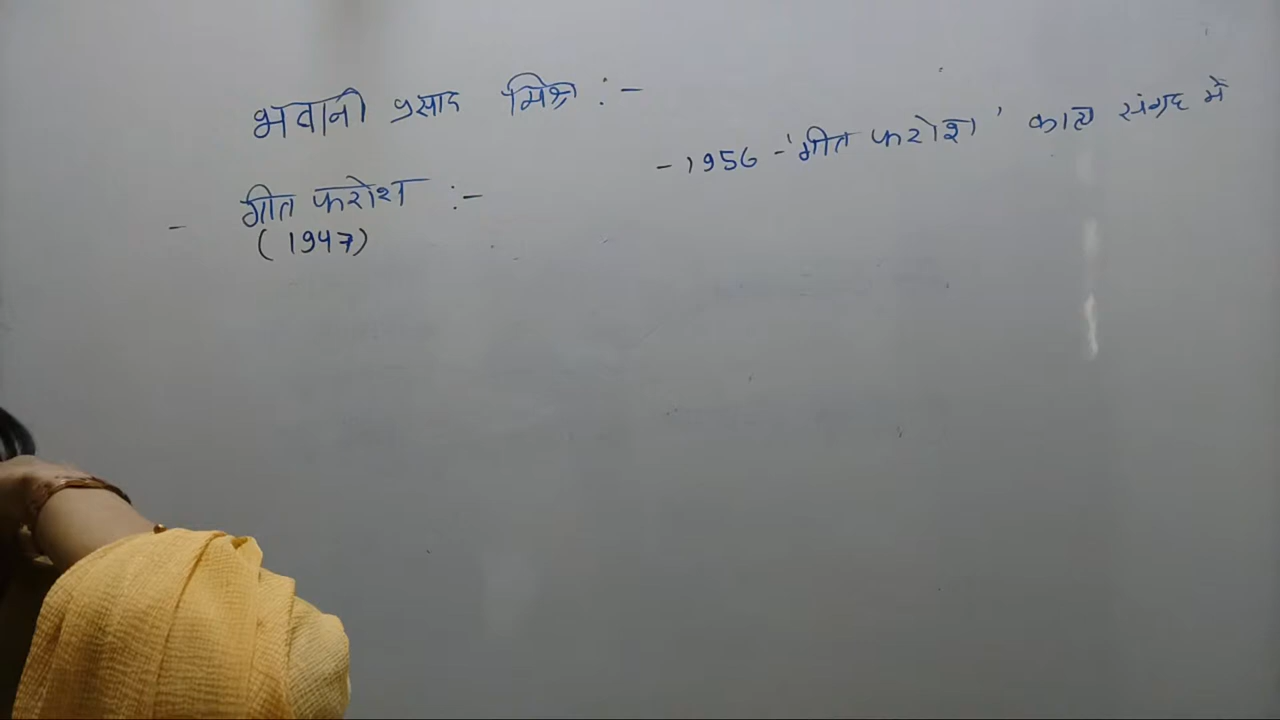 भवानी प्रसाद मिश्र :-
- गीत फरोश :-
(1947)
- 1956 - 'गीत फरोश' काव्य संग्रह में